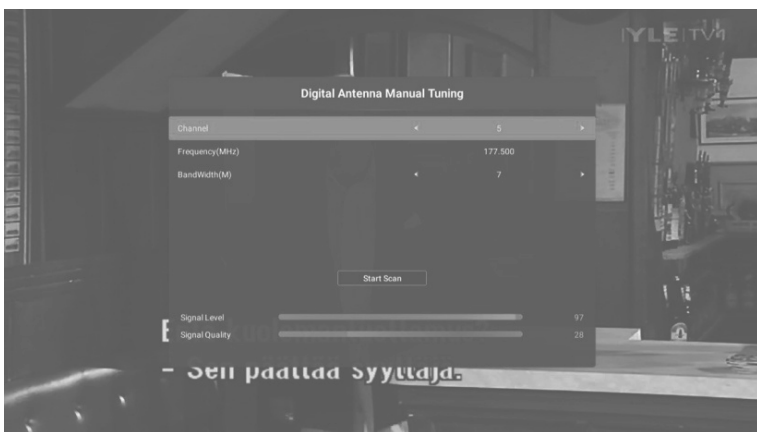 YLE TV1
Digital Antenna Manual Tuning
Channel < 5 >
Frequency(MHz) 177.500
BandWidth(M) < 7 >
Start Scan
Signal Level 97
Signal Quality 28
– Sen päättää syyttäjä.